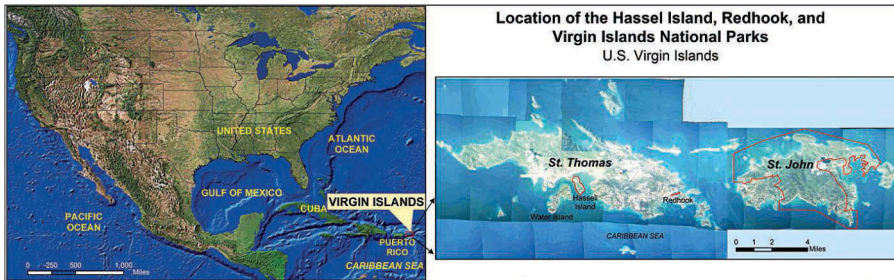 Location of the Hassel Island, Redhook, and
Virgin Islands National Parks
U.S. Virgin Islands
UNITED STATES
ATLANTIC
OCEAN
GULF OF MEXICO
CUBA
VIRGIN ISLANDS
PACIFIC
OCEAN
PUERTO
RICO
CARIBBEAN SEA
0 250 500 1,000
Miles
St. Thomas
St. John
Hassel
Island
Redhook
Water Island
CARIBBEAN SEA
0 1 2 4
Miles